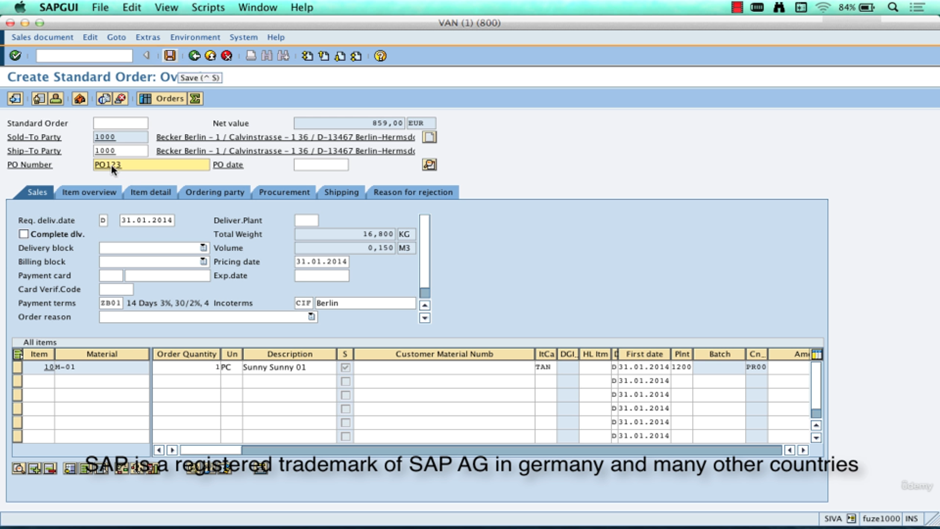 SAPGUI File Edit View Scripts Window Help 84%
VAN (1) (800)
Sales document Edit Goto Extras Environment System Help
Create Standard Order: Ov Save (^ S)
Orders
Standard Order Net value 859,00 EUR
Sold-To Party 1000 Becker Berlin - 1 / Calvinstrasse - 1 36 / D-13467 Berlin-Hermsdo
Ship-To Party 1000 Becker Berlin - 1 / Calvinstrasse - 1 36 / D-13467 Berlin-Hermsdo
PO Number PO123 PO date
Sales Item overview Item detail Ordering party Procurement Shipping Reason for rejection
Req. deliv.date D 31.01.2014 Deliver.Plant
Complete dlv. Total Weight 16,800 KG
Delivery block Volume 0,150 M3
Billing block Pricing date 31.01.2014
Payment card Exp.date
Card Verif.Code
Payment terms ZB01 14 Days 3%, 30/2%, 4 Incoterms CIF Berlin
Order reason
All items
Item Material Order Quantity Un Description S Customer Material Numb ItCa DGI.. HL Itm D First date Plnt Batch Cn.. Amo
10 M-01 1 PC Sunny Sunny 01 TAN D 31.01.2014 1200 PR00
D 31.01.2014
D 31.01.2014
D 31.01.2014
D 31.01.2014
D 31.01.2014
SAP is a registered trademark of SAP AG in germany and many other countries
Udemy
SIVA fuze1000 INS